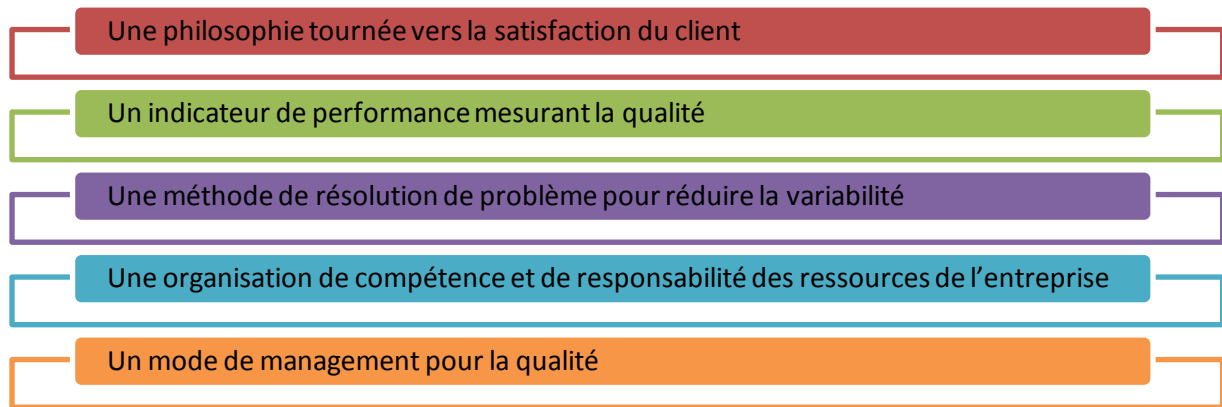 Une philosophie tournée vers la satisfaction du client
Un indicateur de performance mesurant la qualité
Une méthode de résolution de problème pour réduire la variabilité
Une organisation de compétence et de responsabilité des ressources de l’entreprise
Un mode de management pour la qualité